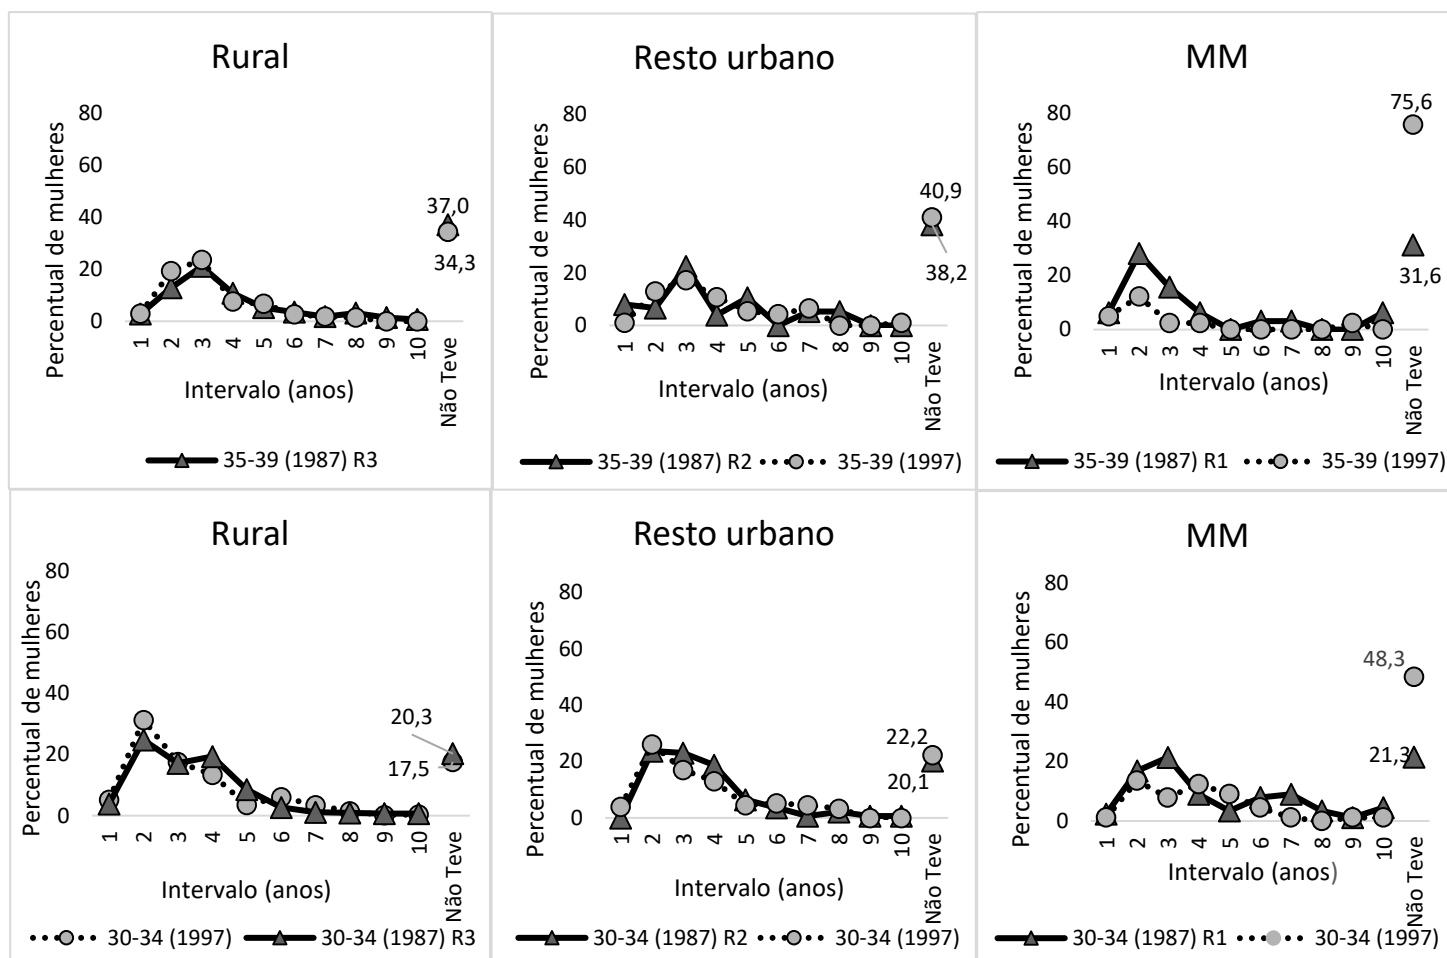 Rural
Percentual de mulheres
80
60
40
20
0
37,0
34,3
1 2 3 4 5 6 7 8 9 10 Não Teve
Intervalo (anos)
35-39 (1987) R3
Resto urbano
Percentual de mulheres
80
60
40
20
0
40,9
38,2
1 2 3 4 5 6 7 8 9 10 Não Teve
Intervalo (anos)
35-39 (1987) R2 35-39 (1997)
MM
Percentual de mulheres
80
60
40
20
0
75,6
31,6
1 2 3 4 5 6 7 8 9 10 Não Teve
Intervalo (anos)
35-39 (1987) R1 35-39 (1997)
Rural
Percentual de mulheres
80
60
40
20
0
20,3
17,5
1 2 3 4 5 6 7 8 9 10 Não Teve
Intervalo (anos)
30-34 (1997) 30-34 (1987) R3
Resto urbano
Percentual de mulheres
80
60
40
20
0
22,2
20,1
1 2 3 4 5 6 7 8 9 10 Não Teve
Intervalo (anos)
30-34 (1987) R2 30-34 (1997)
MM
Percentual de mulheres
80
60
40
20
0
48,3
21,3
1 2 3 4 5 6 7 8 9 10 Não Teve
Intervalo (anos)
30-34 (1987) R1 30-34 (1997)